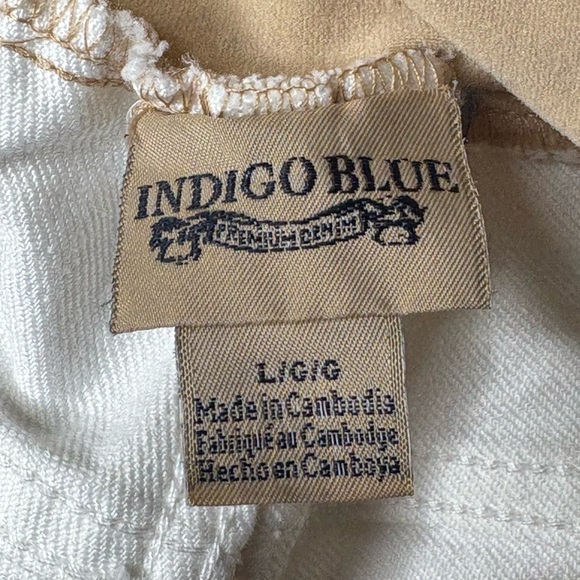 INDIGO BLUE
PREMIUM DENIM
L/G/G
Made in Cambodia
Fabriqué au Cambodge
Hecho en Camboya